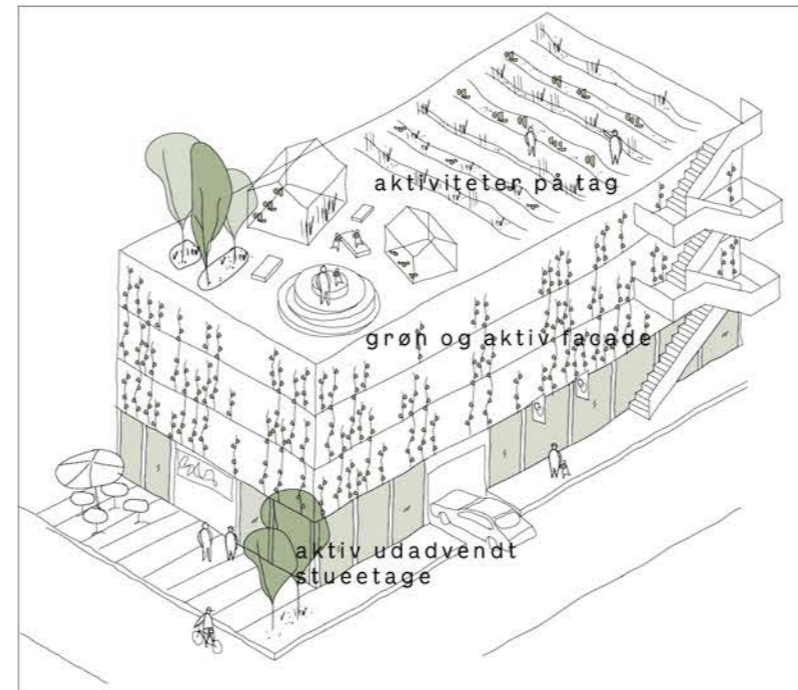 aktiviteter på tag
grøn og aktiv facade
aktiv udadvendt
stueetage